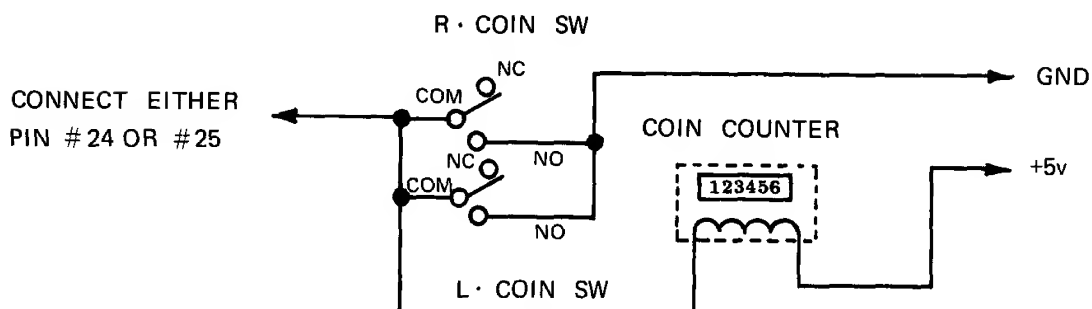 R · COIN SW
NC
COM
GND
CONNECT EITHER
PIN #24 OR #25
COIN COUNTER
NO
NC
+5v
COM
123456
NO
L · COIN SW